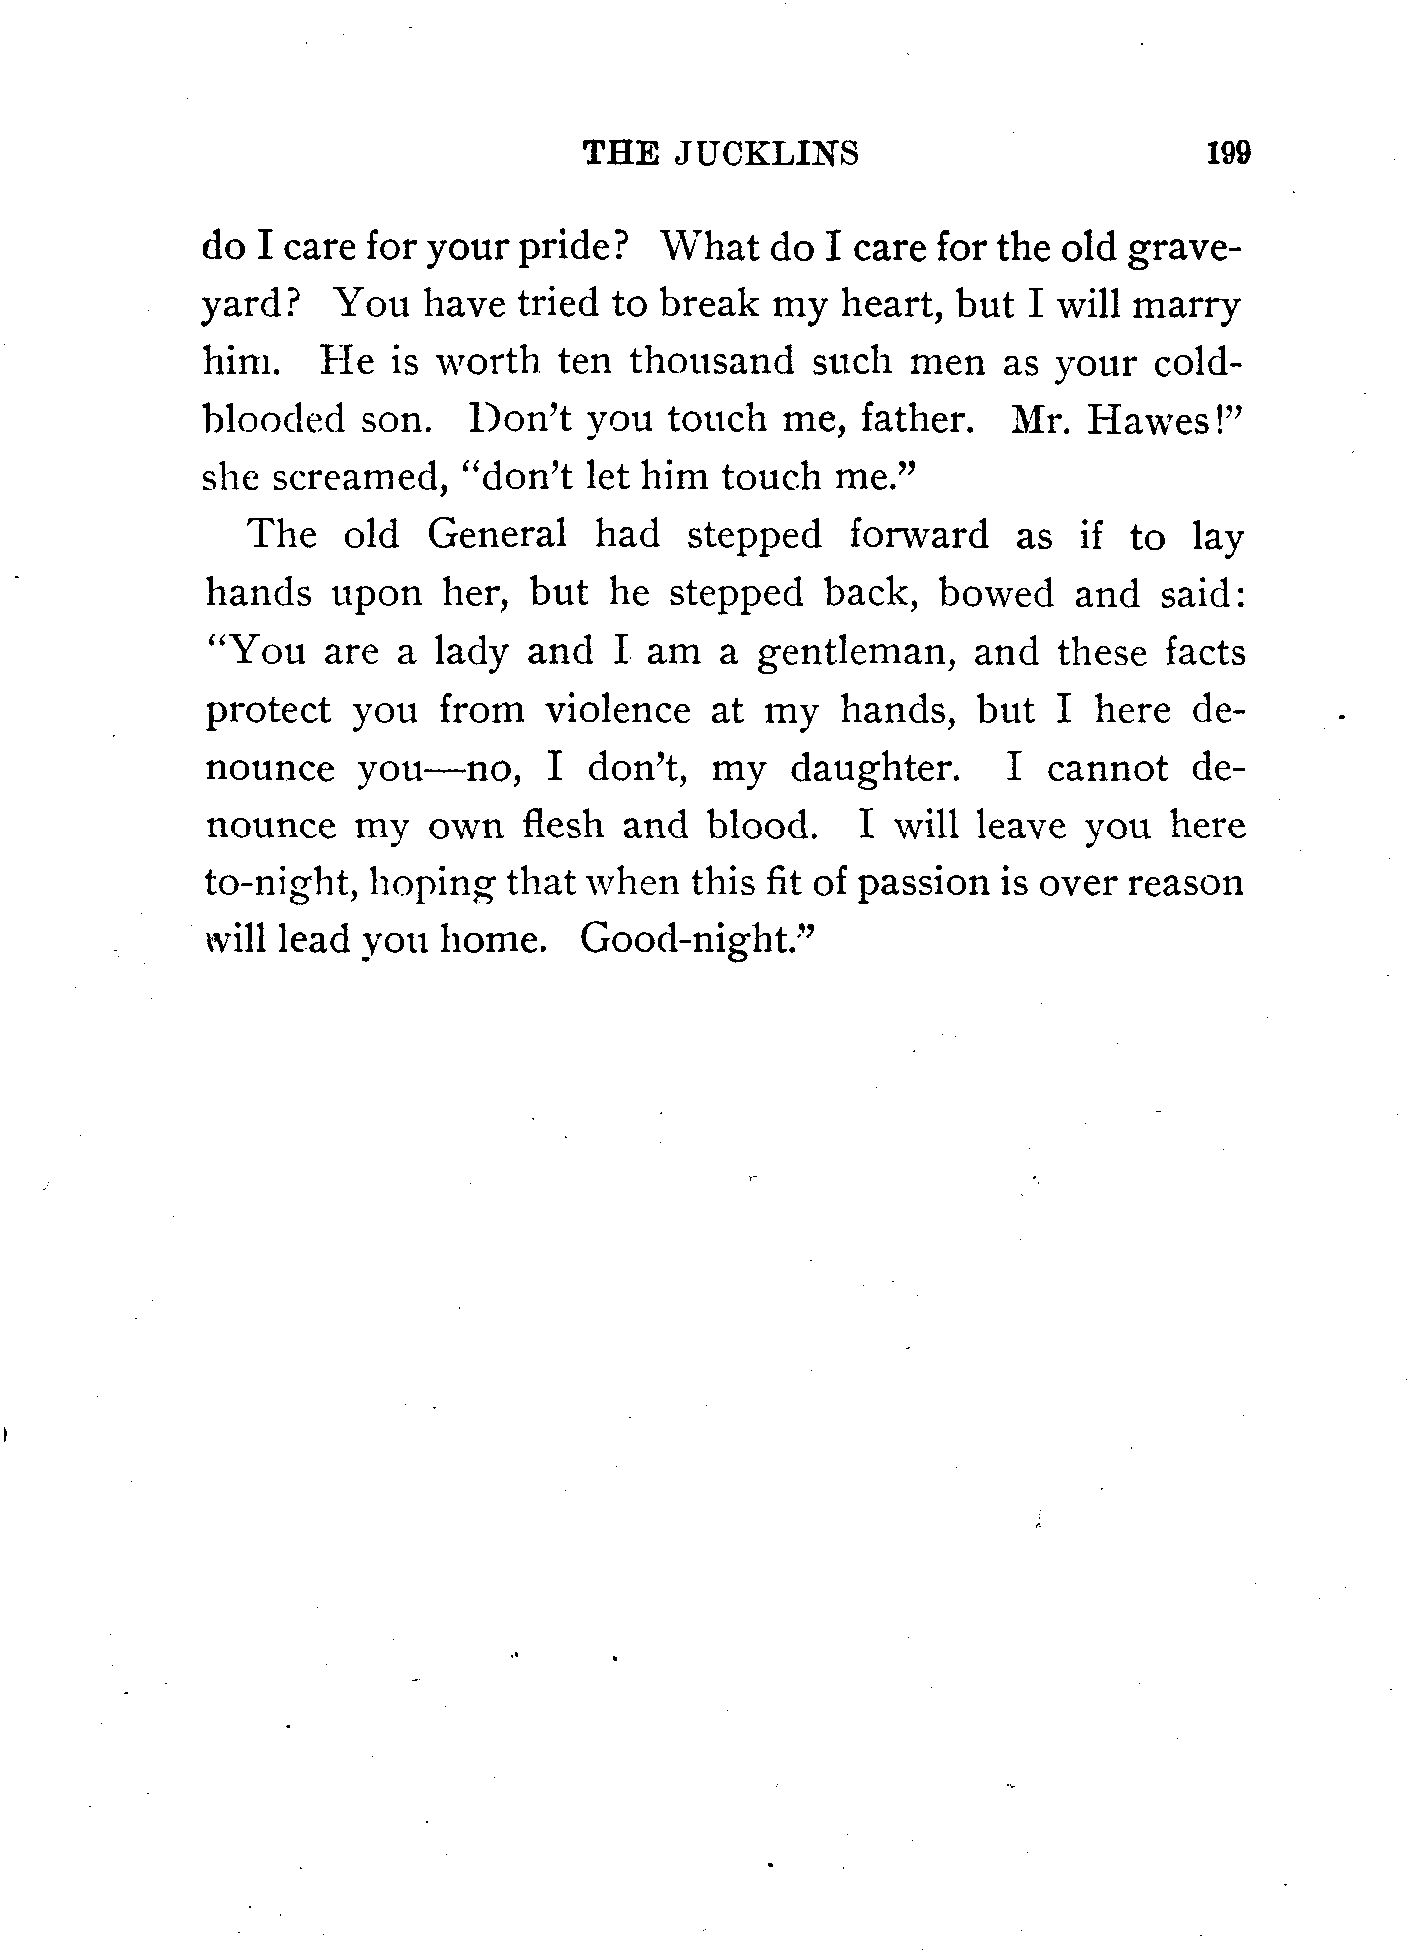 THE JUCKLINS 199
do I care for your pride? What do I care for the old grave-
yard? You have tried to break my heart, but I will marry
him. He is worth ten thousand such men as your cold-
blooded son. Don't you touch me, father. Mr. Hawes!"
she screamed, "don't let him touch me."
The old General had stepped forward as if to lay
hands upon her, but he stepped back, bowed and said:
"You are a lady and I am a gentleman, and these facts
protect you from violence at my hands, but I here de-
nounce you—no, I don't, my daughter. I cannot de-
nounce my own flesh and blood. I will leave you here
to-night, hoping that when this fit of passion is over reason
will lead you home. Good-night."